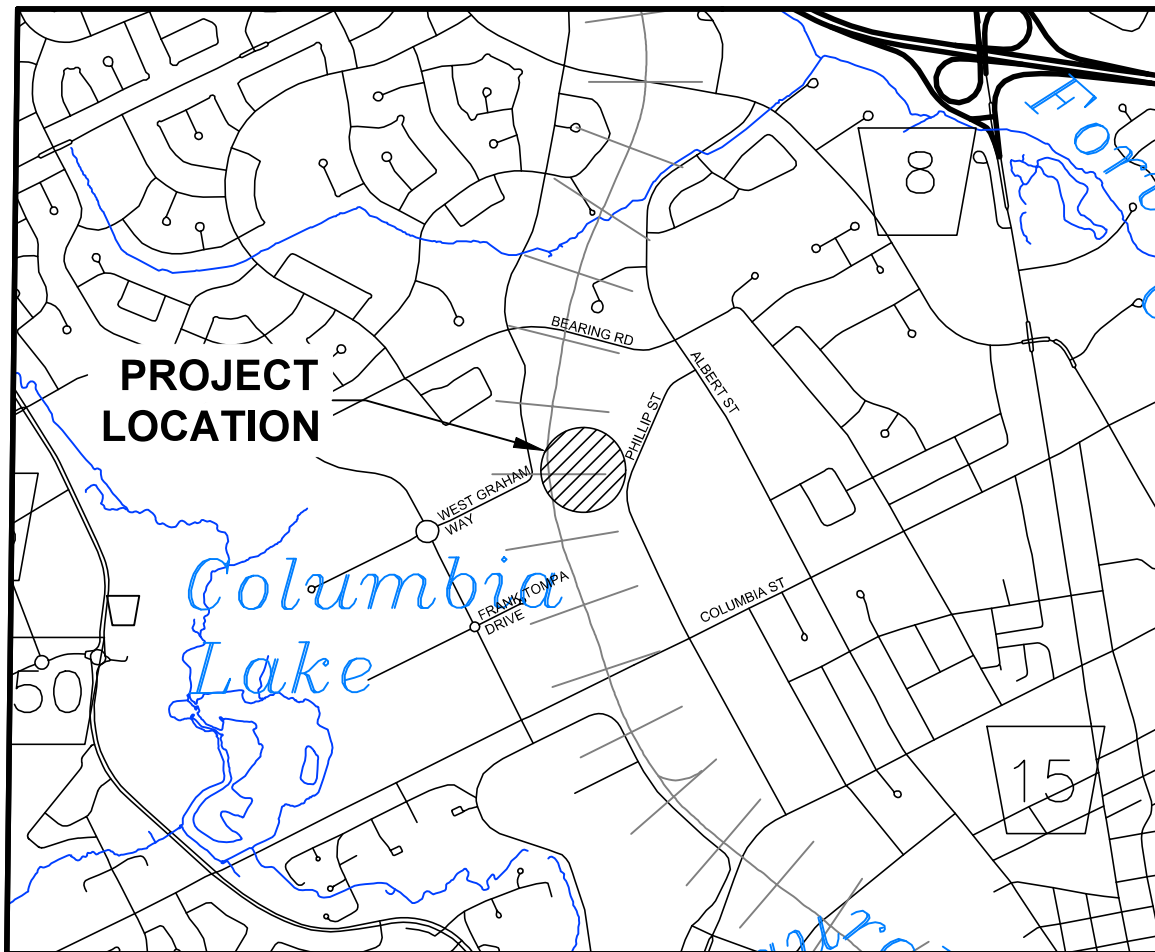 8
BEARING RD
ALBERT ST
PROJECT
LOCATION
PHILLIP ST
WEST GRAHAM
WAY
Columbia
Lake
FRANK TOMPA
DRIVE
COLUMBIA ST
50
15